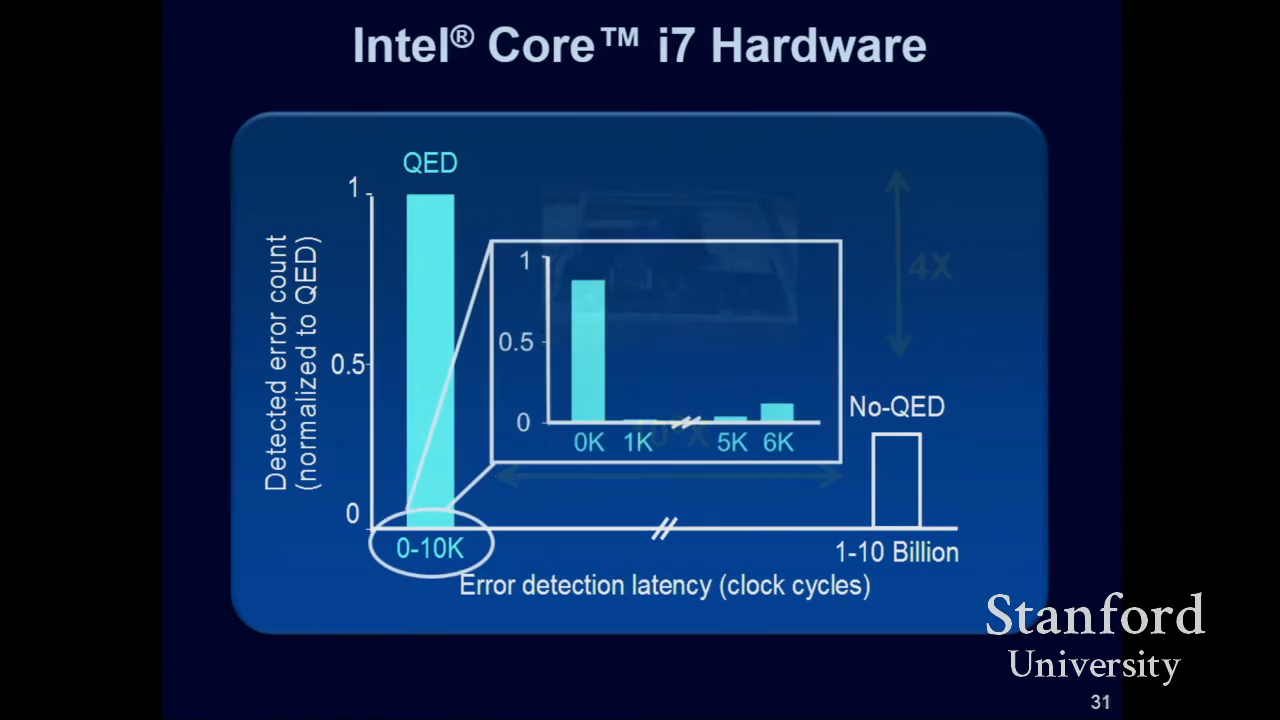 Intel® Core™ i7 Hardware
QED
1
0.5
0
Detected error count
(normalized to QED)
1
0.5
0
0K 1K 5K 6K
4X
No-QED
0-10K
1-10 Billion
Error detection latency (clock cycles)
Stanford
University
31